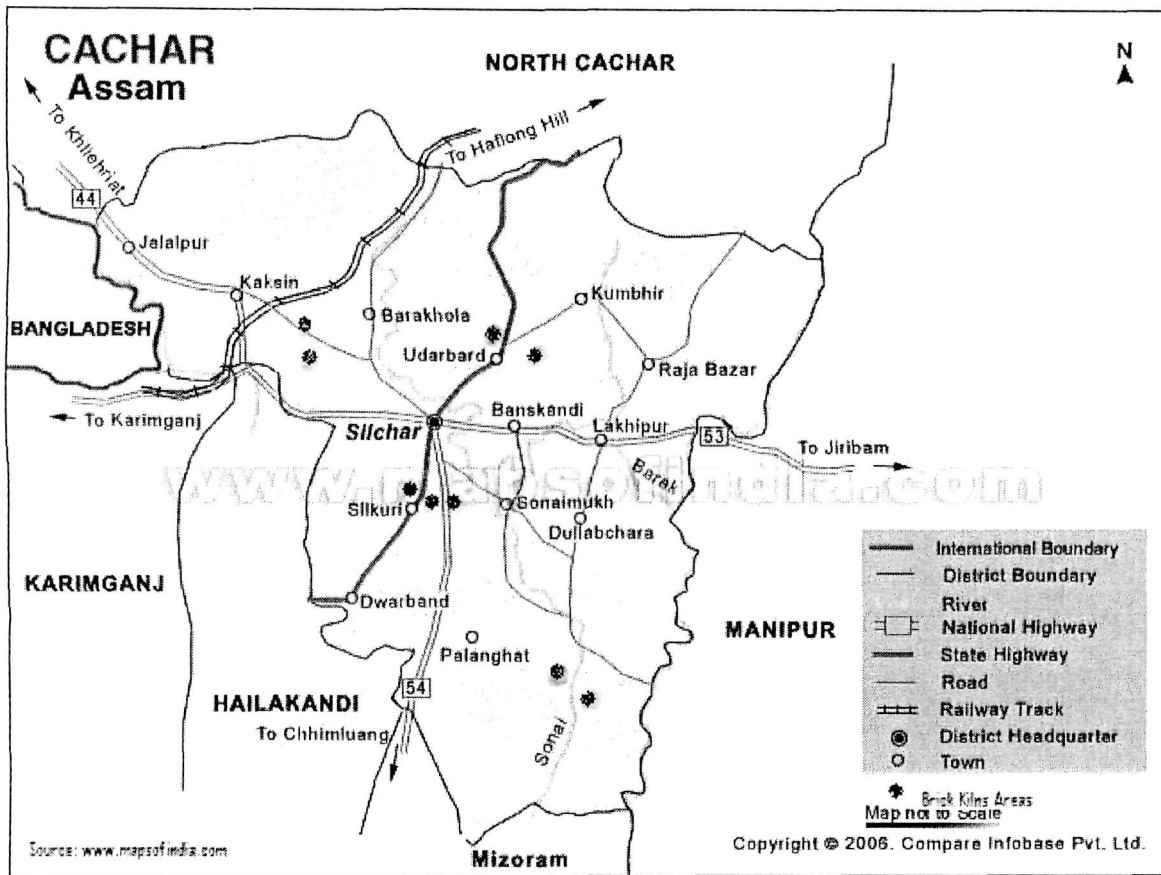 CACHAR
Assam
NORTH CACHAR
N
To Khliehriat
To Haflong Hill
44
Jalalpur
Kaksin
Kumbhir
Barakhola
BANGLADESH
Udarbard
Raja Bazar
To Karimganj
Banskandi
Silchar
Lakhipur
53
To Jiribam
Barak
www.mapsofindia.com
Silkuri
Sonaimukh
Dullabchara
KARIMGANJ
Dwarband
MANIPUR
Palanghat
54
HAILAKANDI
To Chhimluang
Sonai
International Boundary
District Boundary
River
National Highway
State Highway
Road
Railway Track
District Headquarter
Town
Brick Kilns Areas
Map not to Scale
Source: www.mapsofindia.com
Mizoram
Copyright © 2006. Compare Infobase Pvt. Ltd.